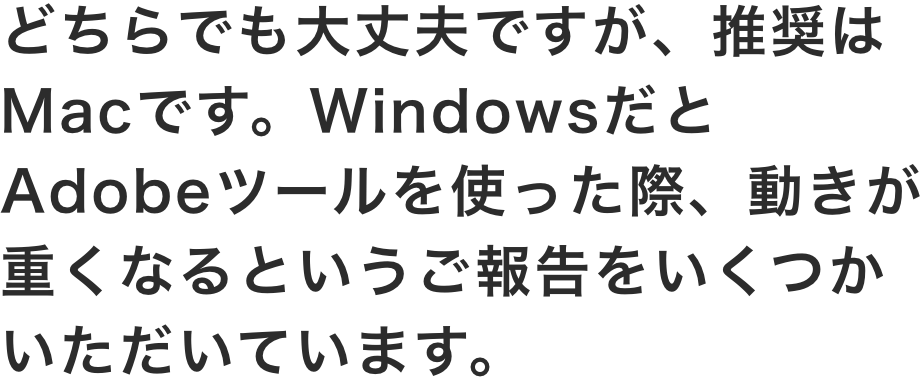 どちらでも大丈夫ですが、推奨は
Macです。Windowsだと
Adobeツールを使った際、動きが
重くなるというご報告をいくつか
いただいています。